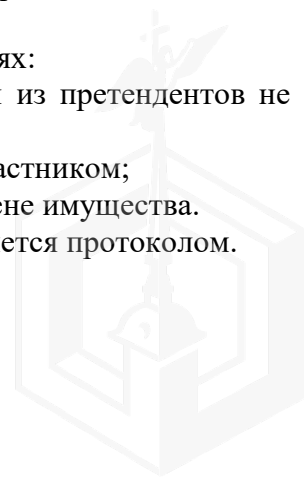 ях:
из претендентов не
астником;
ене имущества.
ется протоколом.